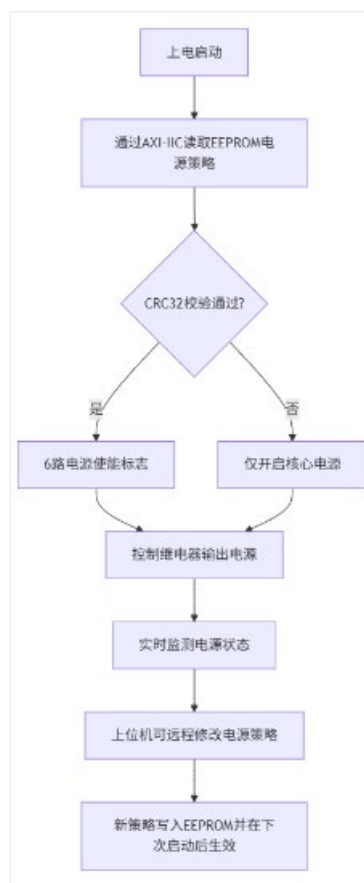 上电启动
通过AXI-IIC读取EEPROM电
源策略
CRC32校验通过?
是
否
6路电源使能标志
仅开启核心电源
控制继电器输出电源
实时监测电源状态
上位机可远程修改电源策略
新策略写入EEPROM并在下
次启动后生效